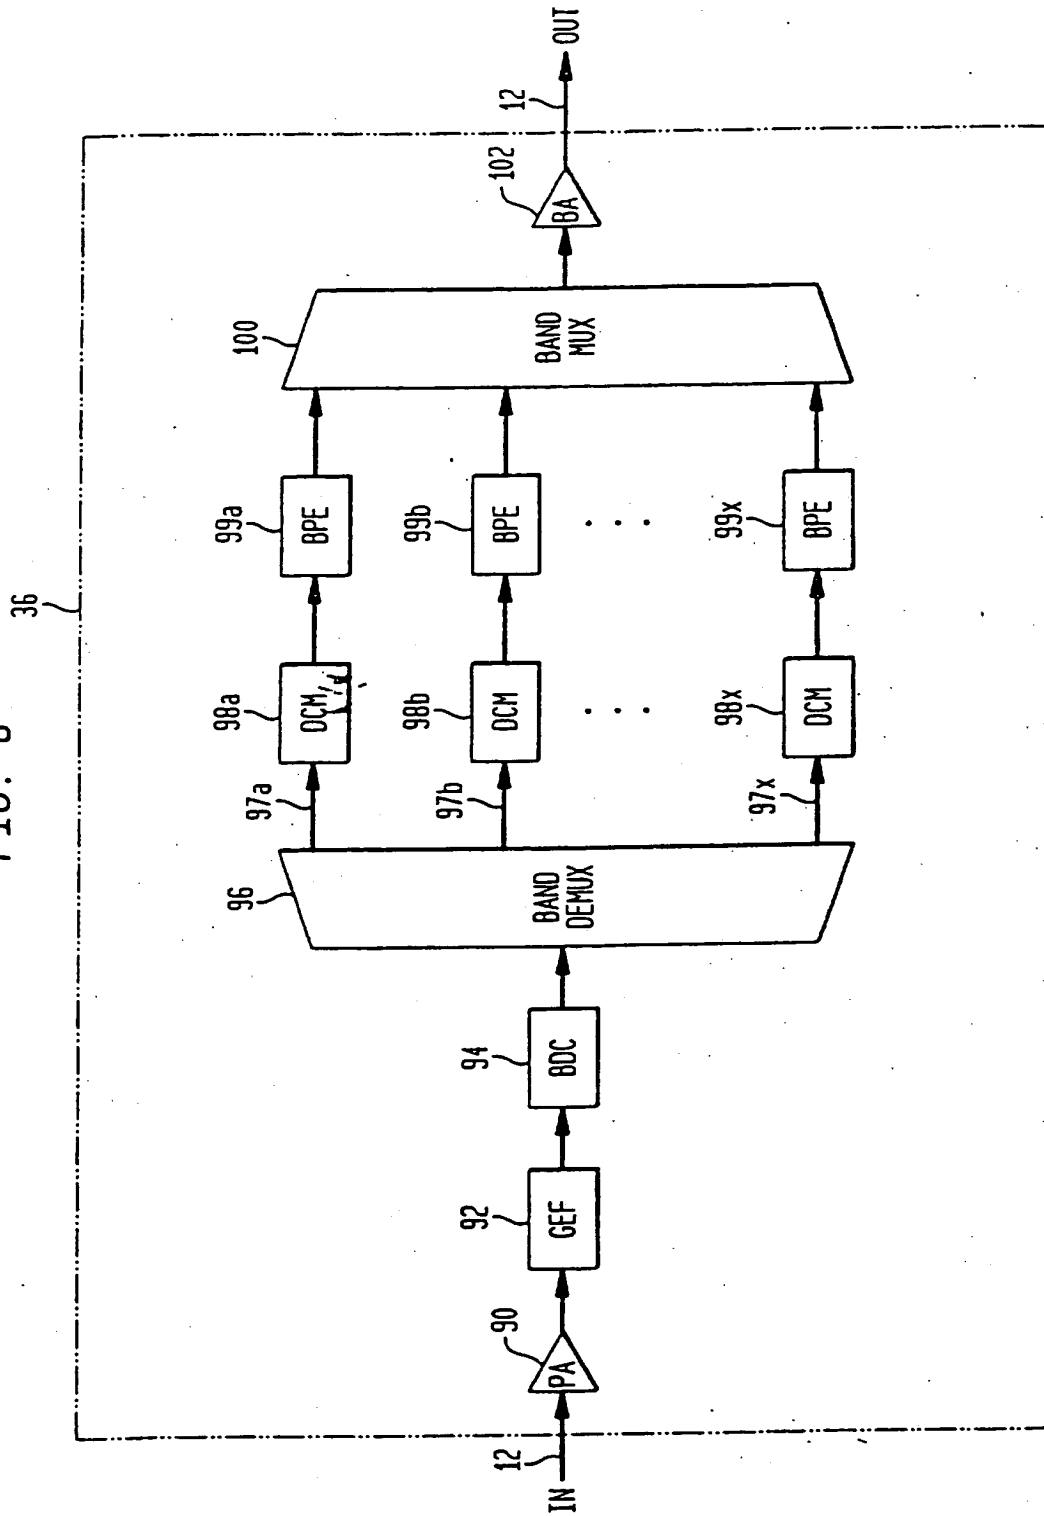 36
IN
12
PA
90
GEF
92
BDC
94
BAND
DEMUX
96
97a
97b
97x
DCM
98a
DCM
98b
DCM
98x
BPE
99a
BPE
99b
BPE
99x
. . .
. . .
BAND
MUX
100
BA
102
12
OUT